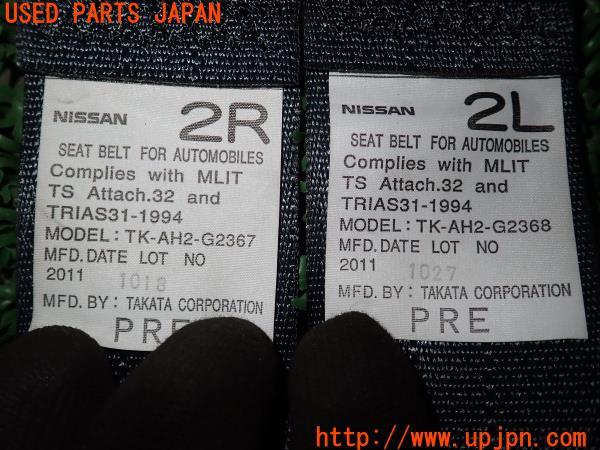 USED PARTS JAPAN
NISSAN 2R
SEAT BELT FOR AUTOMOBILES
Complies with MLIT
TS Attach.32 and
TRIAS31-1994
MODEL: TK-AH2-G2367
MFD.DATE LOT NO
2011 1018
MFD. BY: TAKATA CORPORATION
PRE
NISSAN 2L
SEAT BELT FOR AUTOMOBILES
Complies with MLIT
TS Attach.32 and
TRIAS31-1994
MODEL: TK-AH2-G2368
MFD.DATE LOT NO
2011 1027
MFD. BY: TAKATA CORPORATION
PRE
http://www.upjpn.com/